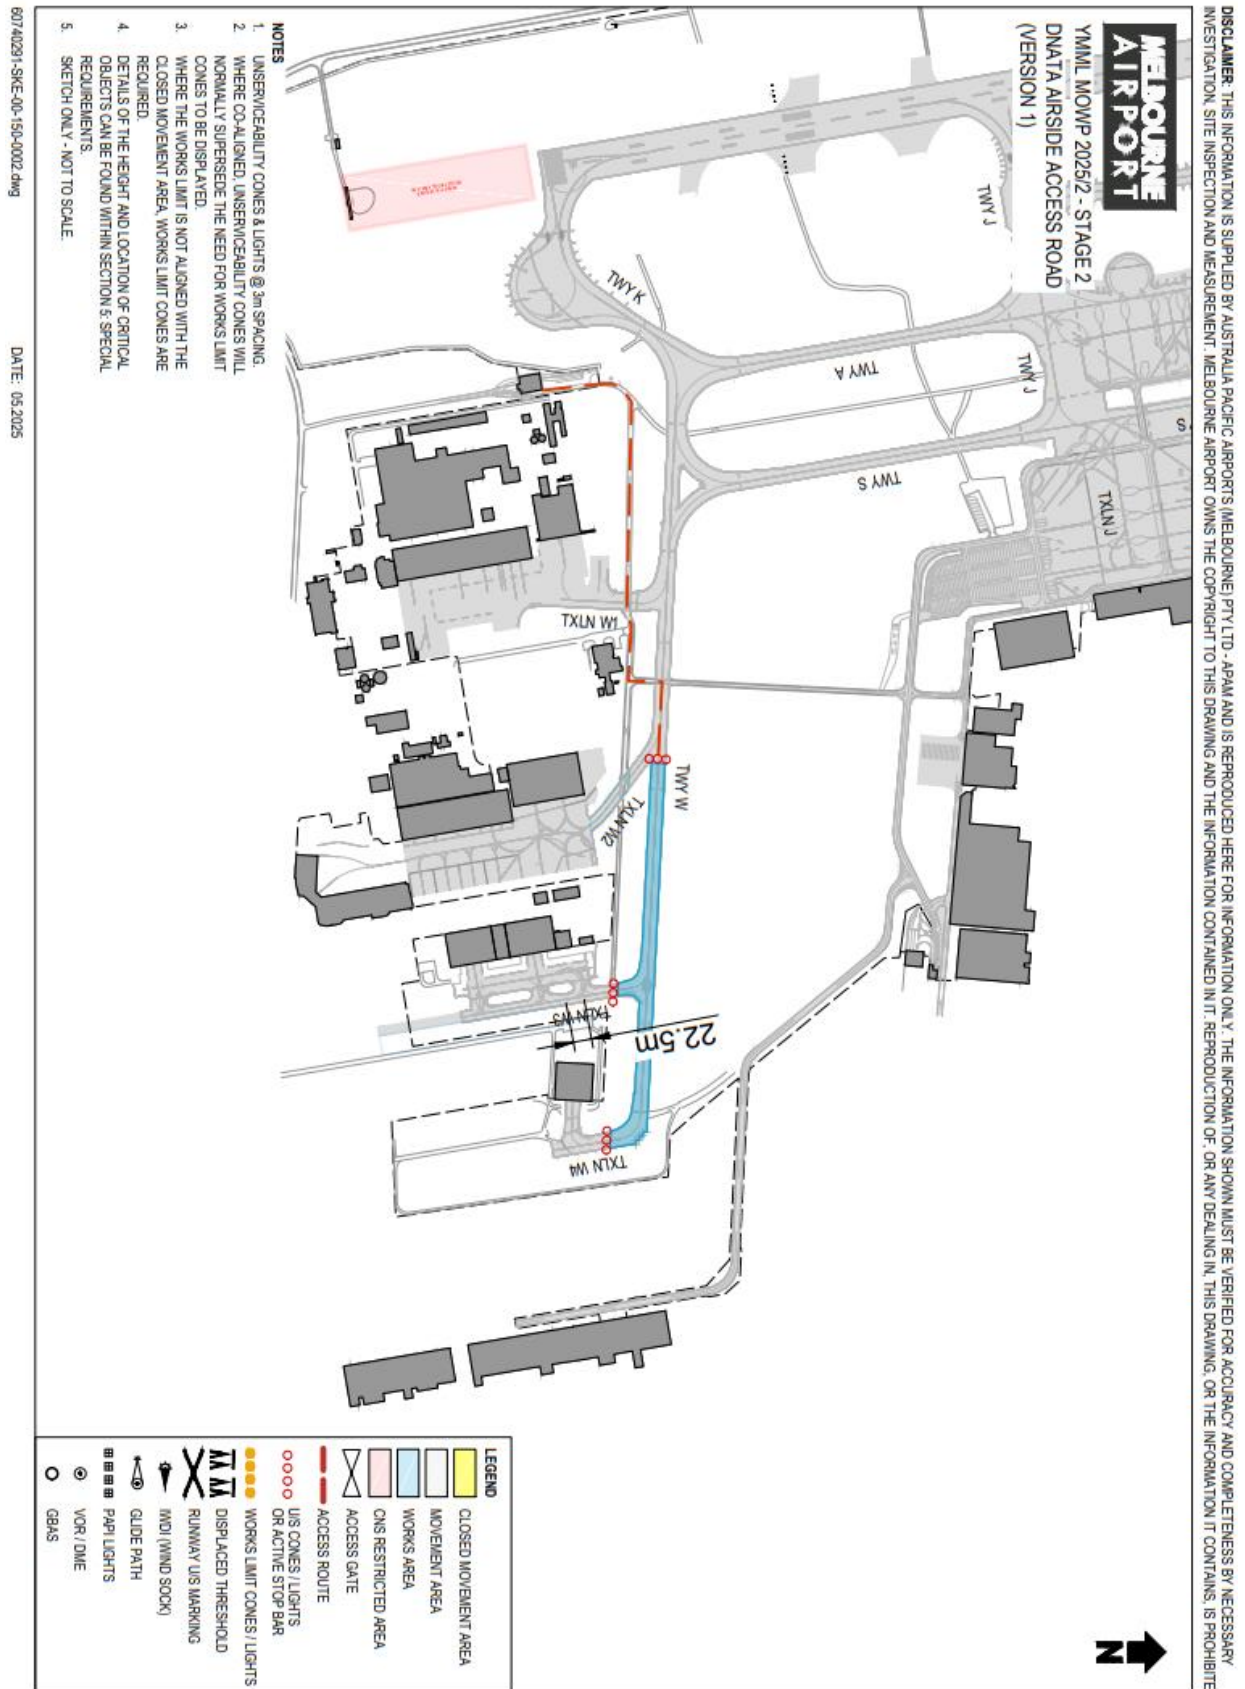 DISCLAIMER: THIS INFORMATION IS SUPPLIED BY AUSTRALIA PACIFIC AIRPORTS (MELBOURNE) PTY LTD - APAM AND IS REPRODUCED HERE FOR INFORMATION ONLY. THE INFORMATION SHOWN MUST BE VERIFIED FOR ACCURACY AND COMPLETENESS BY NECESSARY
INVESTIGATION, SITE INSPECTION AND MEASUREMENT. MELBOURNE AIRPORT OWNS THE COPYRIGHT TO THIS DRAWING AND THE INFORMATION CONTAINED IN IT. REPRODUCTION OF, OR ANY DEALING IN, THIS DRAWING, OR THE INFORMATION IT CONTAINS, IS PROHIBITE
MELBOURNE
AIRPORT
YMML MOWP 2025/2 - STAGE 2
DNATA AIRSIDE ACCESS ROAD
(VERSION 1)
TWY J
TWY K
TWY A
TWY J
TWY S
S
TXLN J
TXLN W1
TWY W
TXLN W2
TXLN W3
22.5m
TXLN W4
N
NOTES
1. UNSERVICEABILITY CONES & LIGHTS @ 3m SPACING.
2. WHERE CO-ALIGNED, UNSERVICEABILITY CONES WILL
NORMALLY SUPERSEDE THE NEED FOR WORKS LIMIT
CONES TO BE DISPLAYED.
3. WHERE THE WORKS LIMIT IS NOT ALIGNED WITH THE
CLOSED MOVEMENT AREA, WORKS LIMIT CONES ARE
REQUIRED.
4. DETAILS OF THE HEIGHT AND LOCATION OF CRITICAL
OBJECTS CAN BE FOUND WITHIN SECTION 5: SPECIAL
REQUIREMENTS.
5. SKETCH ONLY - NOT TO SCALE.
LEGEND
CLOSED MOVEMENT AREA
MOVEMENT AREA
WORKS AREA
CNS RESTRICTED AREA
ACCESS GATE
ACCESS ROUTE
U/S CONES / LIGHTS
OR ACTIVE STOP BAR
WORKS LIMIT CONES / LIGHTS
DISPLACED THRESHOLD
RUNWAY U/S MARKING
IWDI (WIND SOCK)
GLIDE PATH
PAPI LIGHTS
VOR / DME
GBAS
60740291-SKE-00-150-0002.dwg
DATE: 05.2025